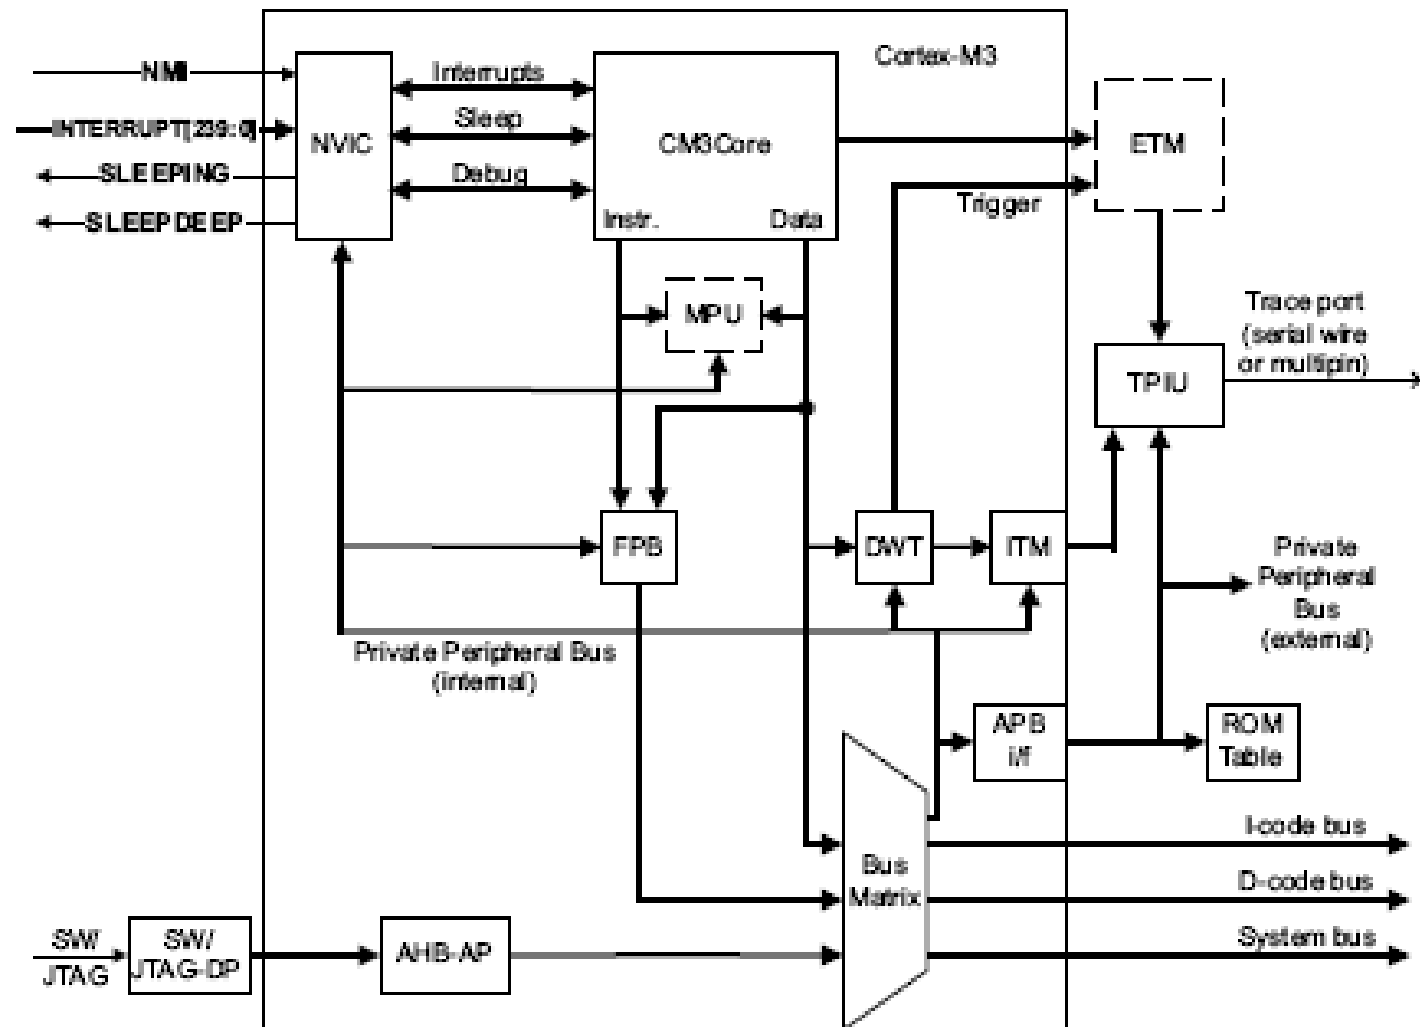 Cortex-M3
NMI
INTERRUPT[239:0]
SLEEPING
SLEEPDEEP
NVIC
Interrupts
Sleep
Debug
CM3Core
Instr.
Data
ETM
Trigger
MPU
Trace port
(serial wire
or multipin)
TPIU
FPB
DWT
ITM
Private
Peripheral
Bus
(external)
Private Peripheral Bus
(internal)
APB
i/f
ROM
Table
Bus
Matrix
I-code bus
D-code bus
System bus
SW/
JTAG
SW/
JTAG-DP
AHB-AP